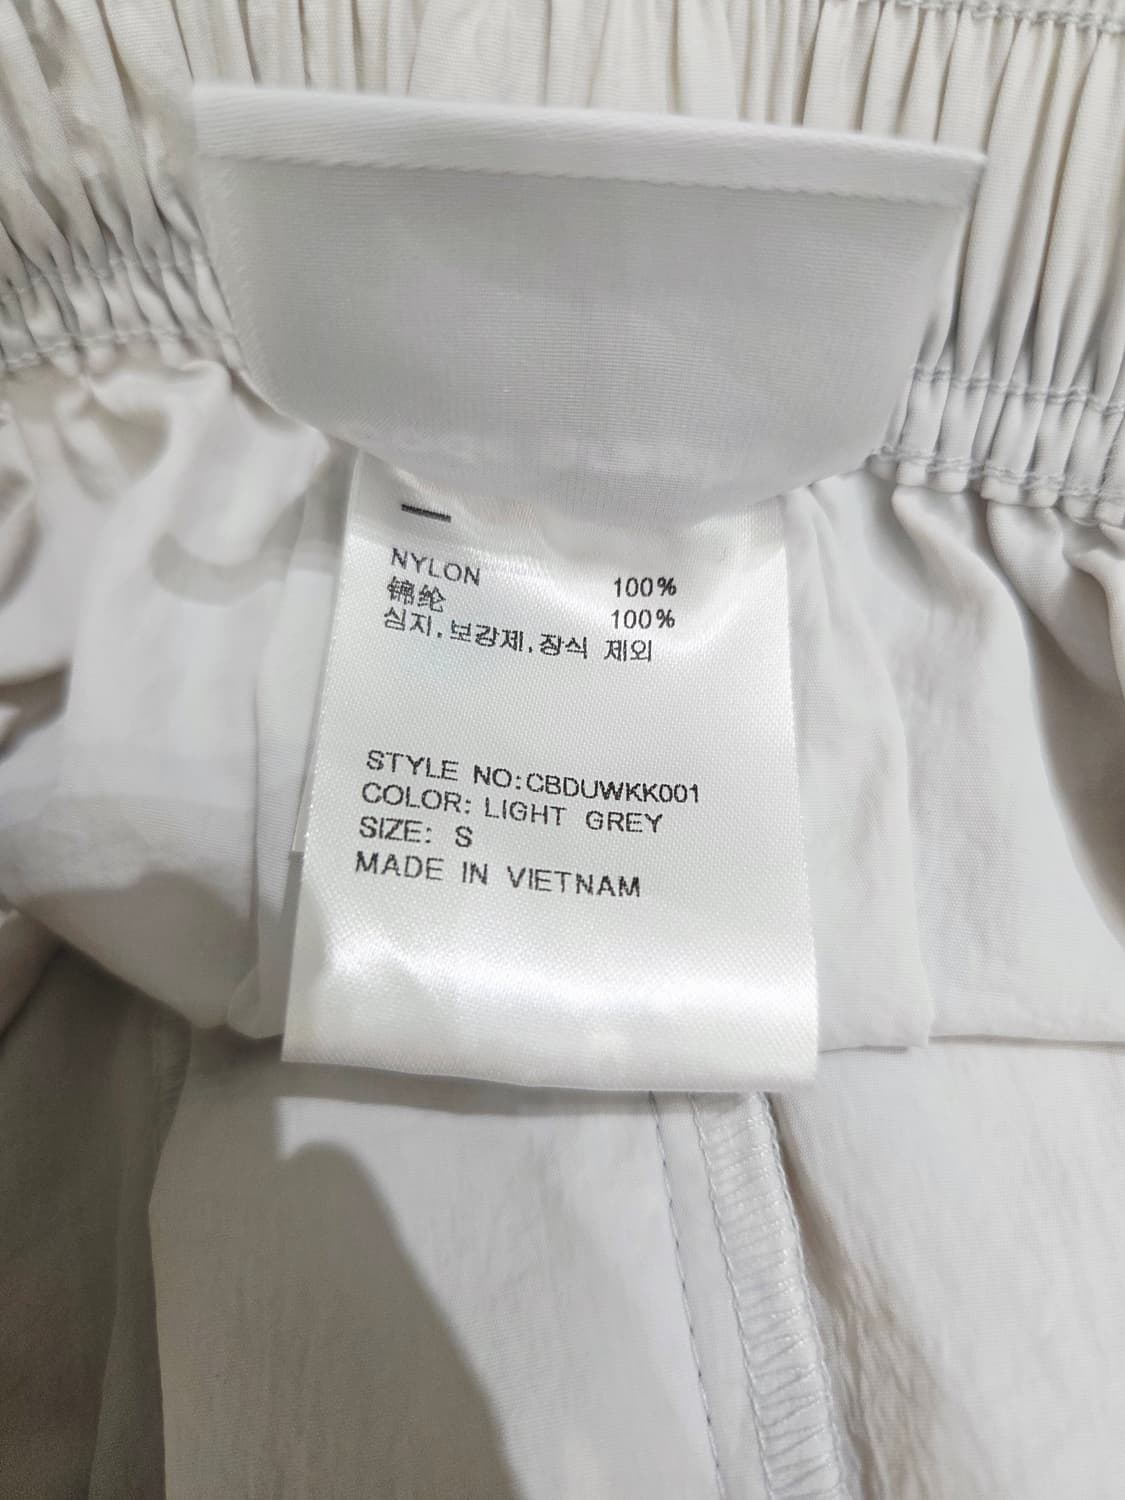 NYLON 100%
锦纶 100%
심지.보강제.장식 제외
STYLE NO:CBDUWKK001
COLOR: LIGHT GREY
SIZE: S
MADE IN VIETNAM